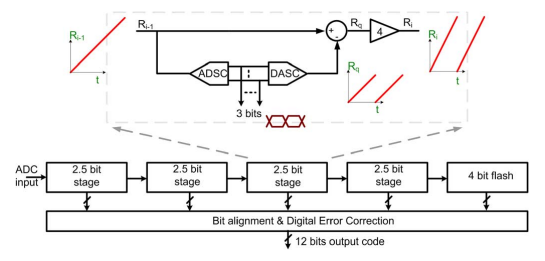 R_{i-1}
t
R_{i-1}
ADSC
DASC
3 bits
+
-
R_q
4
R_i
R_q
t
R_i
t
ADC input
2.5 bit stage
2.5 bit stage
2.5 bit stage
2.5 bit stage
4 bit flash
Bit alignment & Digital Error Correction
12 bits output code